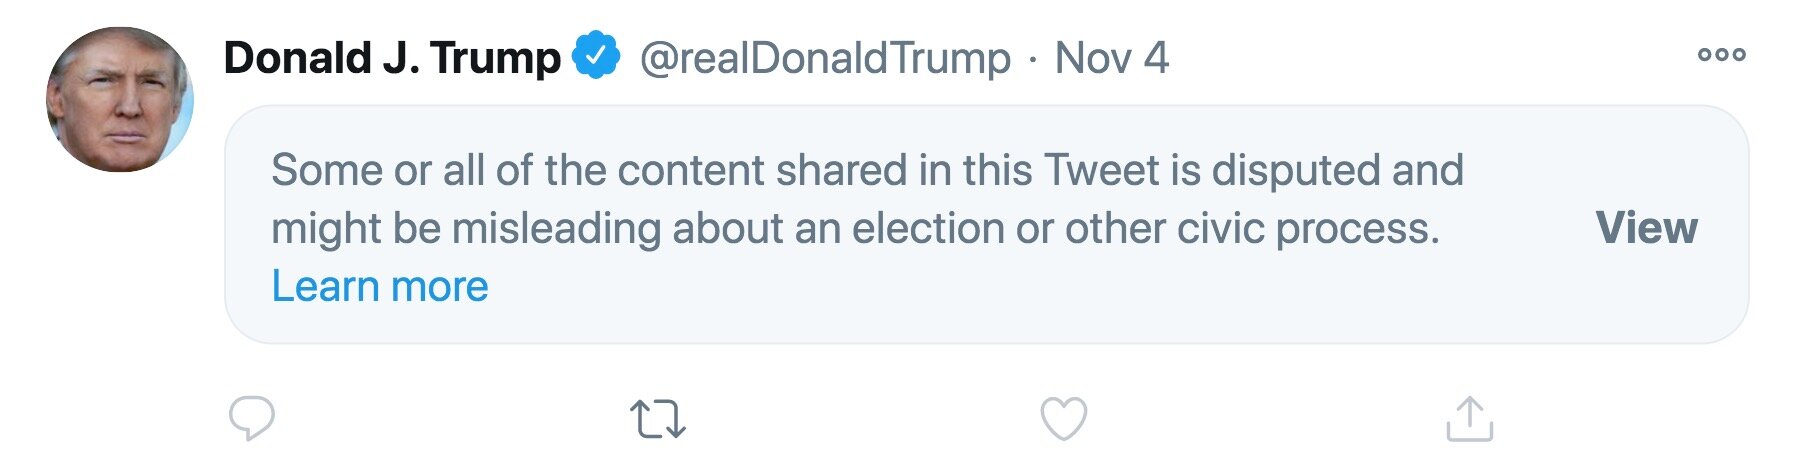 Donald J. Trump @realDonaldTrump · Nov 4
Some or all of the content shared in this Tweet is disputed and
might be misleading about an election or other civic process.
View
Learn more